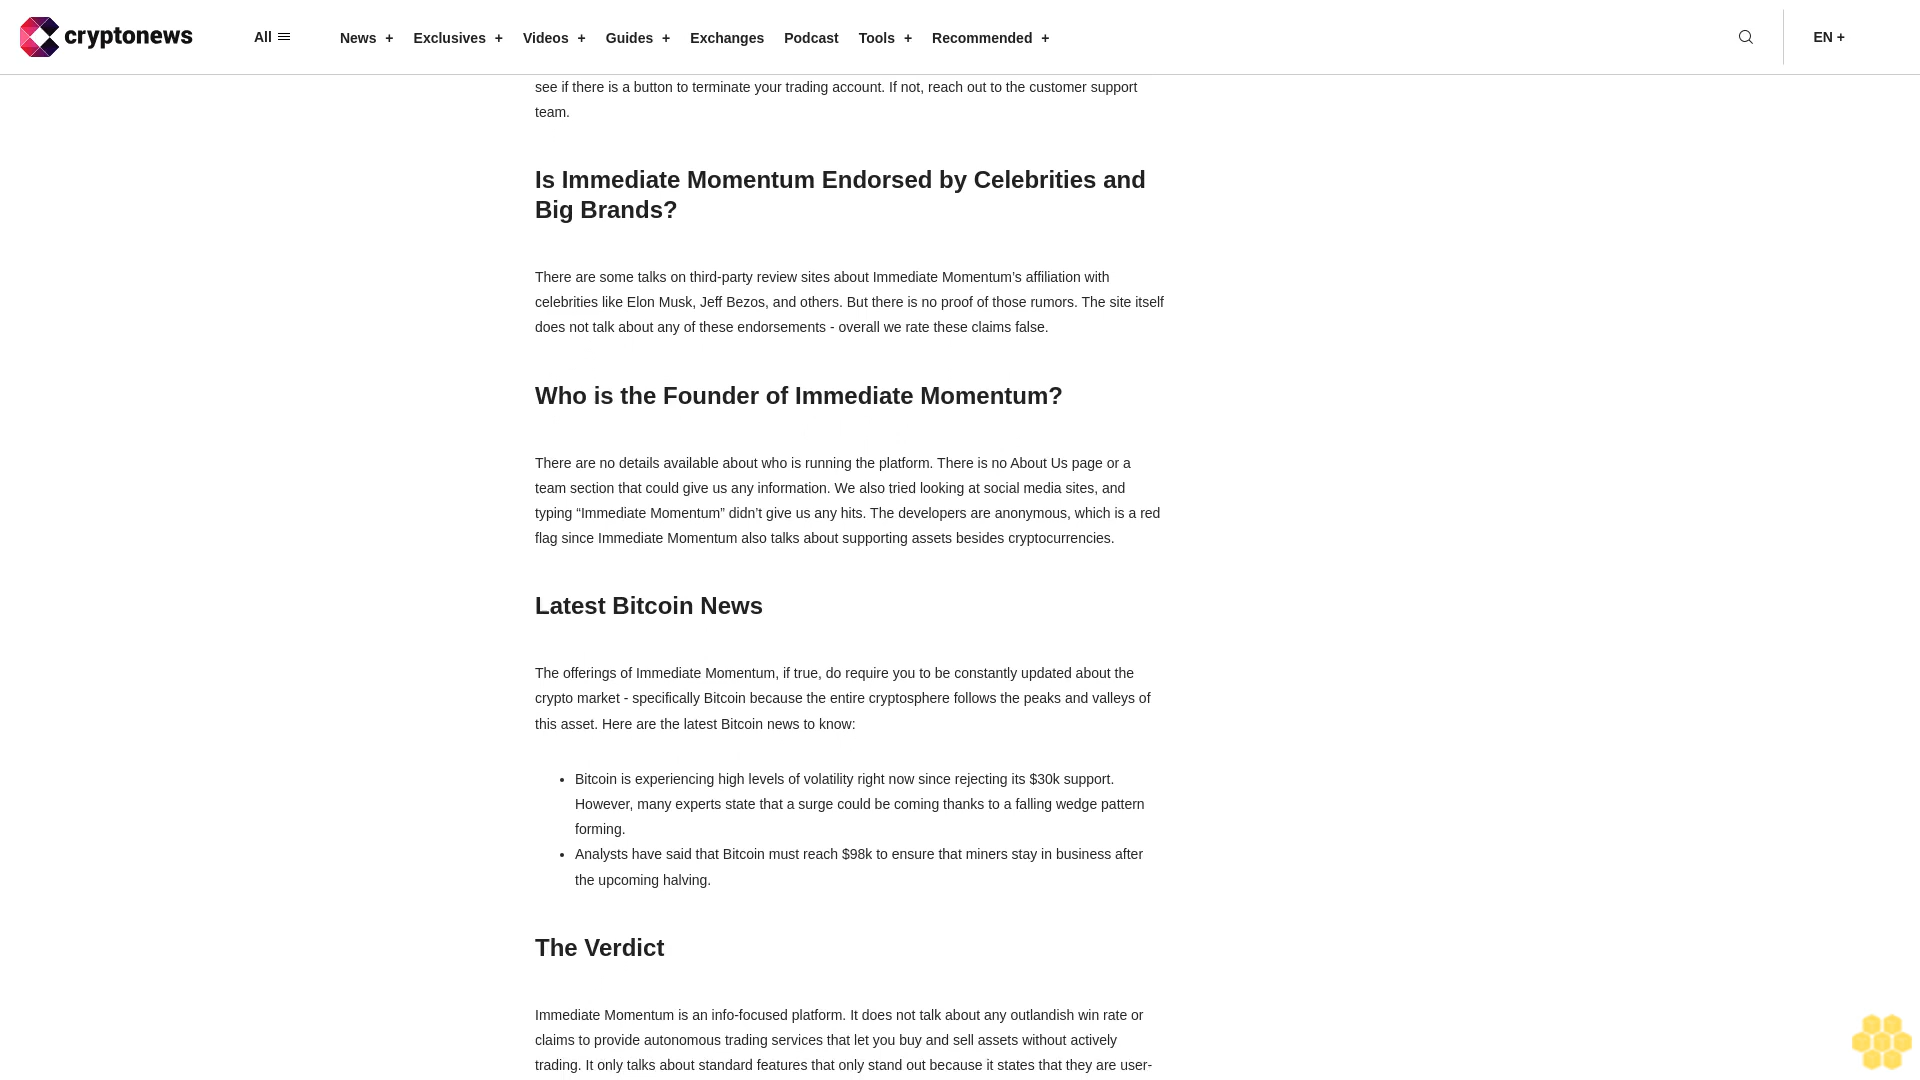 cryptonews
All
News +
Exclusives +
Videos +
Guides +
Exchanges
Podcast
Tools +
Recommended +
EN +
see if there is a button to terminate your trading account. If not, reach out to the customer support
team.
Is Immediate Momentum Endorsed by Celebrities and
Big Brands?
There are some talks on third-party review sites about Immediate Momentum’s affiliation with
celebrities like Elon Musk, Jeff Bezos, and others. But there is no proof of those rumors. The site itself
does not talk about any of these endorsements - overall we rate these claims false.
Who is the Founder of Immediate Momentum?
There are no details available about who is running the platform. There is no About Us page or a
team section that could give us any information. We also tried looking at social media sites, and
typing “Immediate Momentum” didn’t give us any hits. The developers are anonymous, which is a red
flag since Immediate Momentum also talks about supporting assets besides cryptocurrencies.
Latest Bitcoin News
The offerings of Immediate Momentum, if true, do require you to be constantly updated about the
crypto market - specifically Bitcoin because the entire cryptosphere follows the peaks and valleys of
this asset. Here are the latest Bitcoin news to know:
• Bitcoin is experiencing high levels of volatility right now since rejecting its $30k support.
However, many experts state that a surge could be coming thanks to a falling wedge pattern
forming.
• Analysts have said that Bitcoin must reach $98k to ensure that miners stay in business after
the upcoming halving.
The Verdict
Immediate Momentum is an info-focused platform. It does not talk about any outlandish win rate or
claims to provide autonomous trading services that let you buy and sell assets without actively
trading. It only talks about standard features that only stand out because it states that they are user-